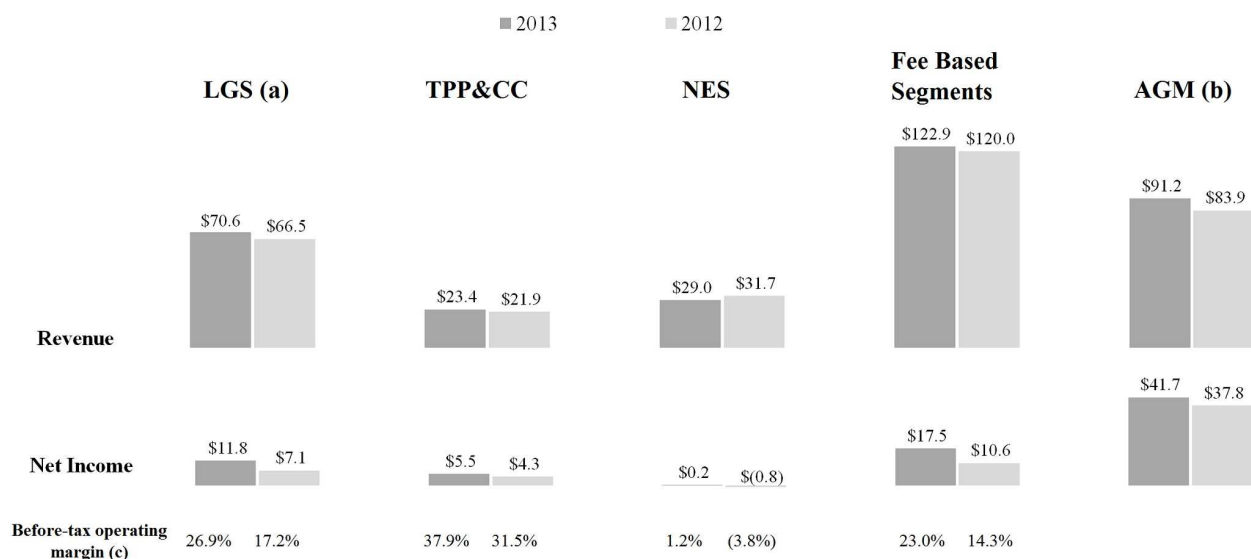 2013 2012
LGS (a) TPP&CC NES Fee Based Segments AGM (b)
$70.6 $66.5 $23.4 $21.9 $29.0 $31.7 $122.9 $120.0 $91.2 $83.9
Revenue
$11.8 $7.1 $5.5 $4.3 $0.2 $(0.8) $17.5 $10.6 $41.7 $37.8
Net Income
Before-tax operating
margin (c) 26.9% 17.2% 37.9% 31.5% 1.2% (3.8%) 23.0% 14.3%